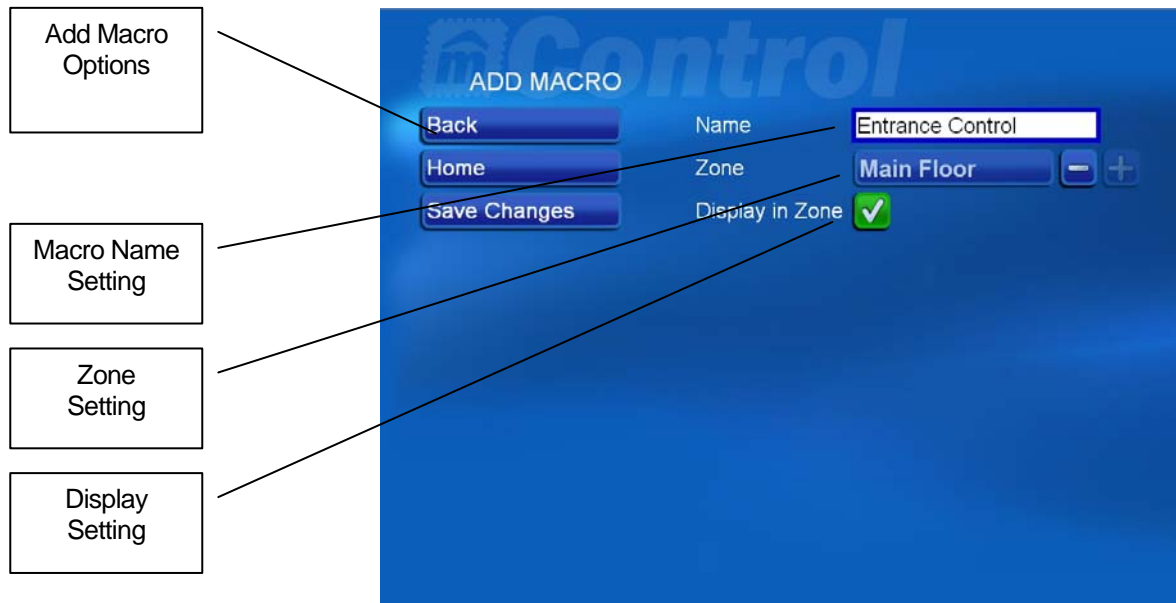 Add Macro
Options
Macro Name
Setting
Zone
Setting
Display
Setting
mControl
ADD MACRO
Back
Home
Save Changes
Name
Entrance Control
Zone
Main Floor
Display in Zone